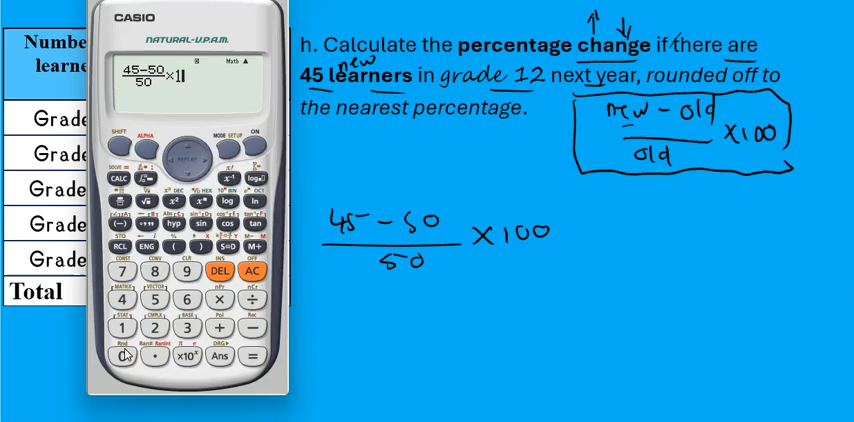 Numbe
learne
Grade
Grade
Grade
Grade
Grade
Total
CASIO
NATURAL-V.P.A.M.
Math ▲
45-50
50
×1
SHIFT ALPHA REPLAY MODE SETUP ON
CALC x⁻¹ log
√ x² log ln
(−) hyp sin cos tan
RCL ENG ( ) S⇔D M+
7 8 9 DEL AC
4 5 6 × ÷
1 2 3 + −
0 . ×10ˣ Ans =
h. Calculate the percentage change if there are
new
45 learners in grade 12 next year, rounded off to
the nearest percentage.
new - old
old
×100
45 - 50
50
×100